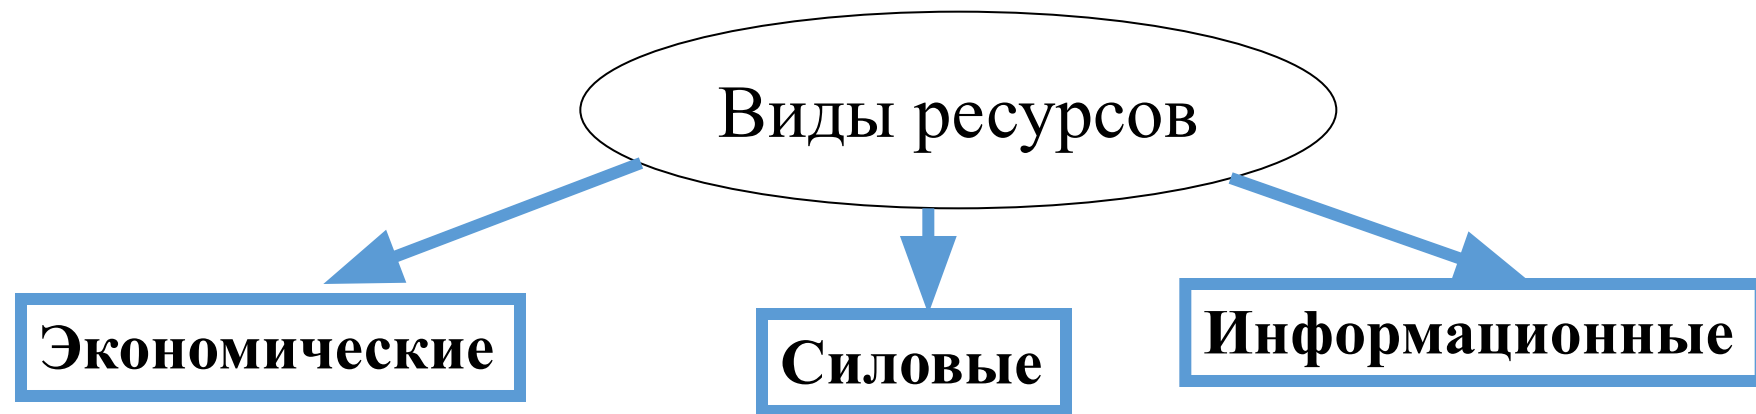 Виды ресурсов
Экономические
Силовые
Информационные